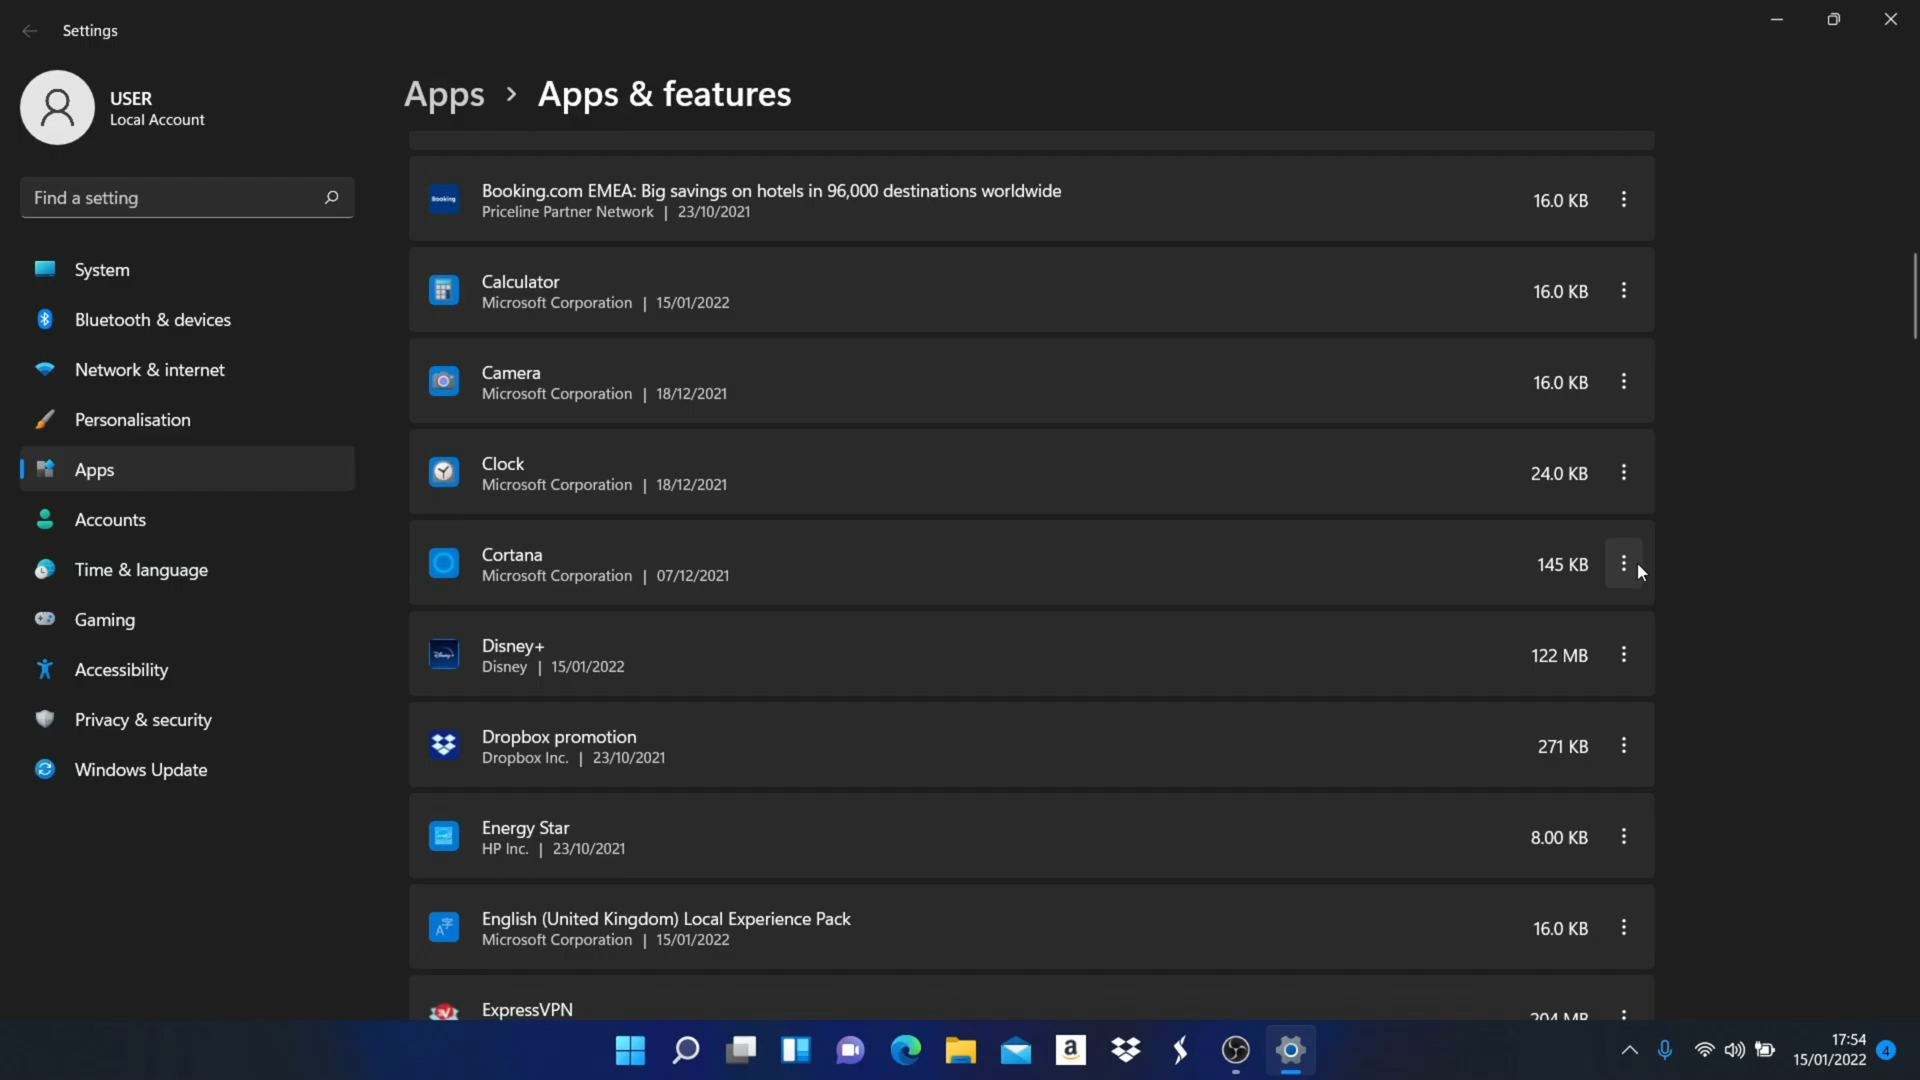 Settings
USER
Local Account
Find a setting
System
Bluetooth & devices
Network & internet
Personalisation
Apps
Accounts
Time & language
Gaming
Accessibility
Privacy & security
Windows Update
Apps > Apps & features
Booking
Booking.com EMEA: Big savings on hotels in 96,000 destinations worldwide
Priceline Partner Network | 23/10/2021
16.0 KB
Calculator
Microsoft Corporation | 15/01/2022
16.0 KB
Camera
Microsoft Corporation | 18/12/2021
16.0 KB
Clock
Microsoft Corporation | 18/12/2021
24.0 KB
Cortana
Microsoft Corporation | 07/12/2021
145 KB
Disney+
Disney+
Disney | 15/01/2022
122 MB
Dropbox promotion
Dropbox Inc. | 23/10/2021
271 KB
Energy Star
HP Inc. | 23/10/2021
8.00 KB
English (United Kingdom) Local Experience Pack
Microsoft Corporation | 15/01/2022
16.0 KB
ExpressVPN
204 MB
a
17:54
15/01/2022
4